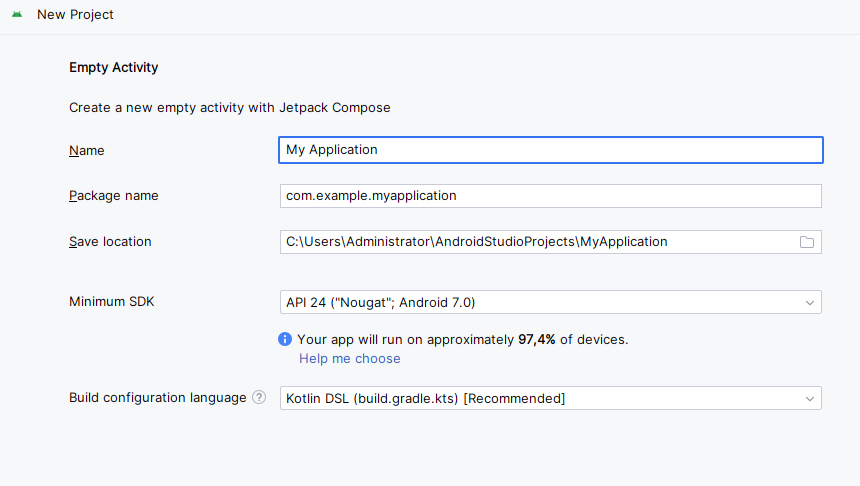 New Project
Empty Activity
Create a new empty activity with Jetpack Compose
Name My Application
Package name com.example.myapplication
Save location C:\Users\Administrator\AndroidStudioProjects\MyApplication
Minimum SDK API 24 ("Nougat"; Android 7.0)
Your app will run on approximately 97,4% of devices.
Help me choose
Build configuration language ? Kotlin DSL (build.gradle.kts) [Recommended]